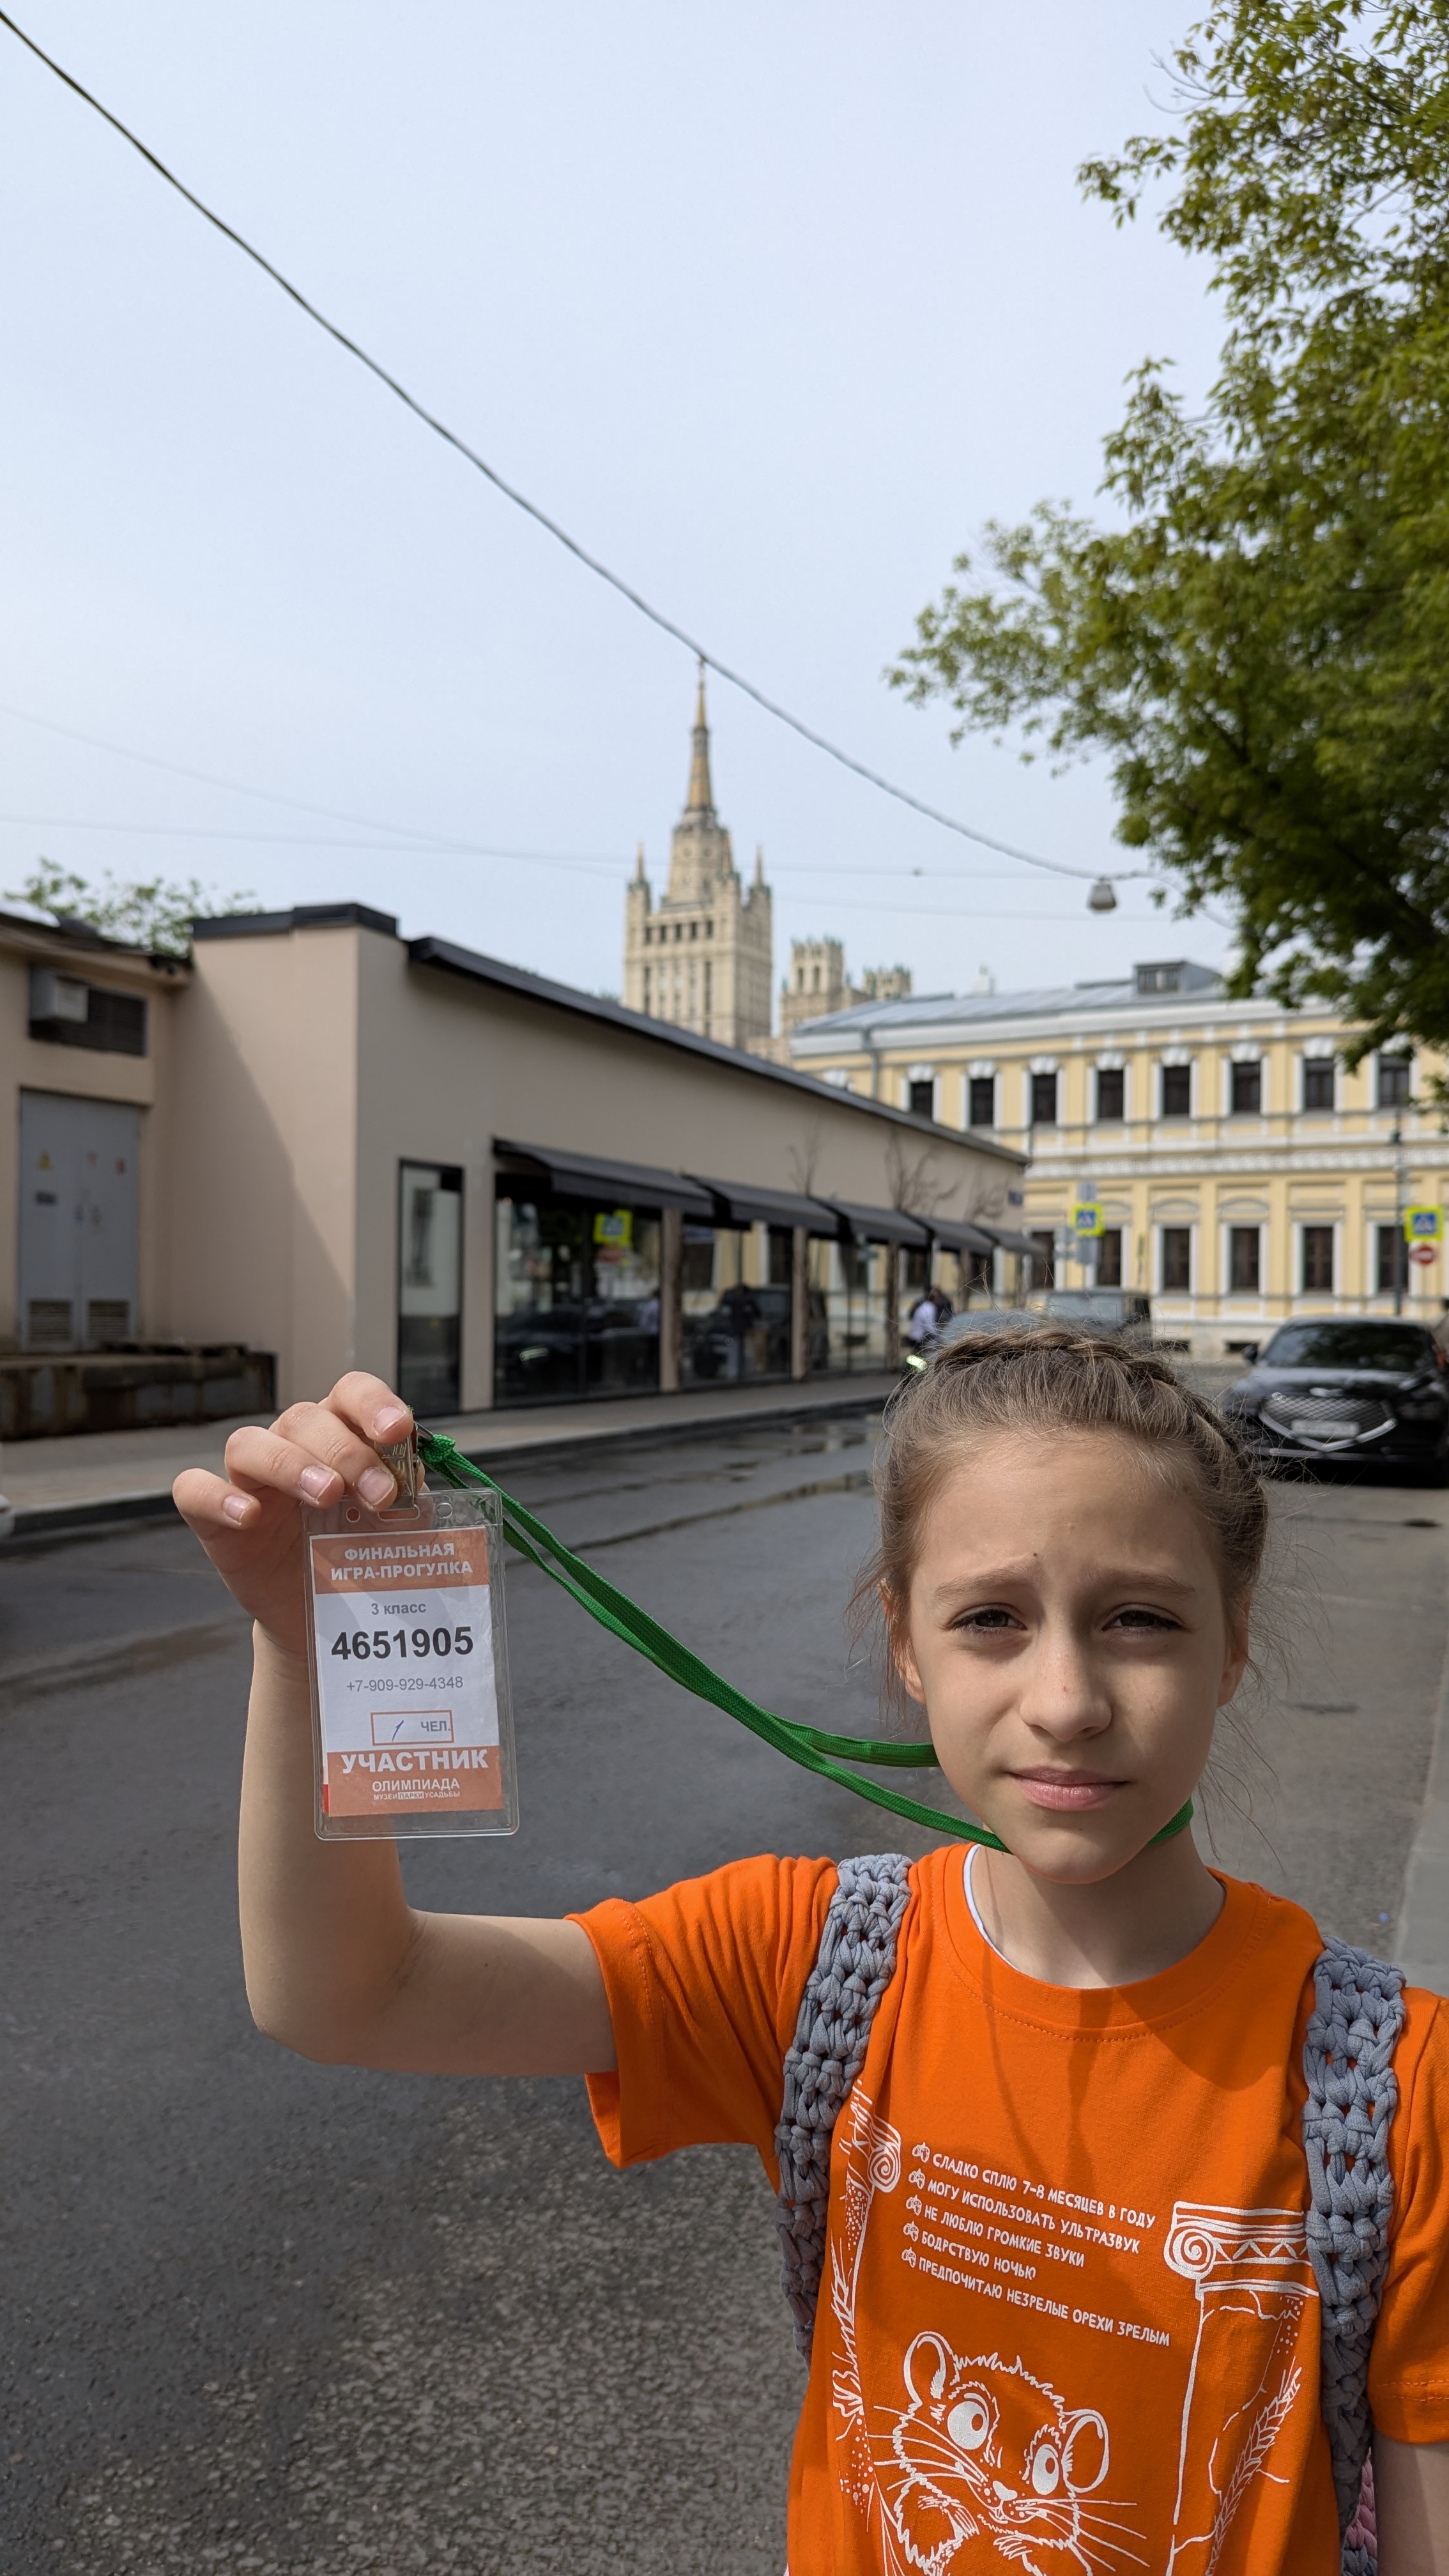 ФИНАЛЬНАЯ
ИГРА-ПРОГУЛКА
3 класс
4651905
+7-909-929-4348
1 ЧЕЛ.
УЧАСТНИК
ОЛИМПИАДА
МУЗЕИ ПАРКИ УСАДЬБЫ
СЛАДКО СПЛЮ 7-8 МЕСЯЦЕВ В ГОДУ
МОГУ ИСПОЛЬЗОВАТЬ УЛЬТРАЗВУК
НЕ ЛЮБЛЮ ГРОМКИЕ ЗВУКИ
БОДРСТВУЮ НОЧЬЮ
ПРЕДПОЧИТАЮ НЕЗРЕЛЫЕ ОРЕХИ ЗРЕЛЫМ